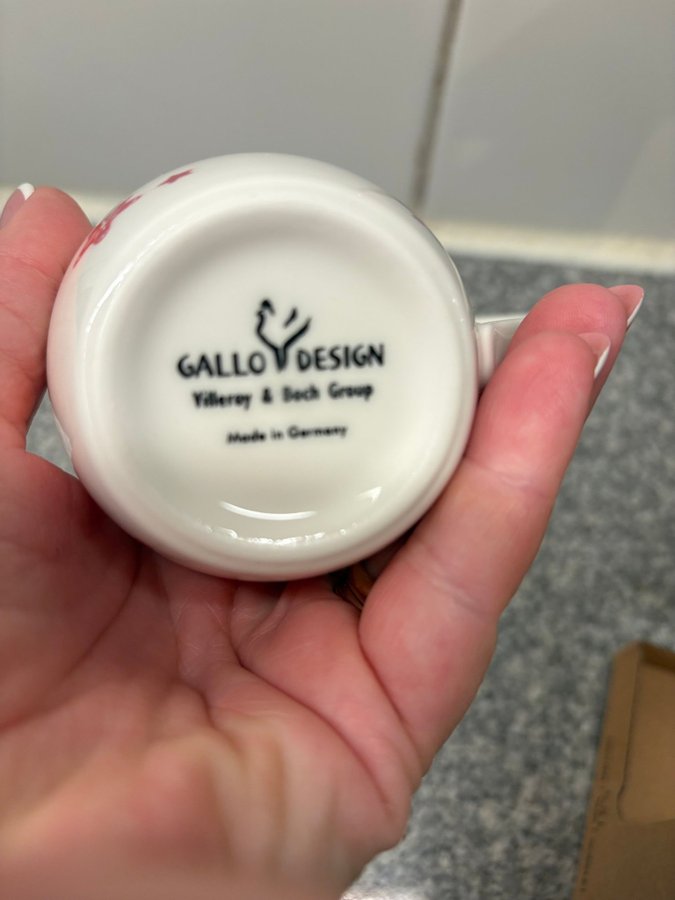 GALLO DESIGN
Villeroy & Boch Group
Made in Germany